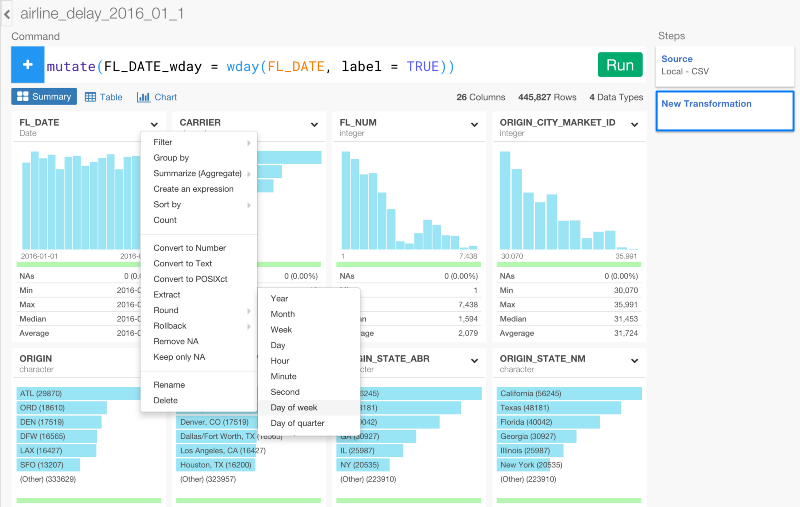 airline_delay_2016_01_1
Command
+ mutate(FL_DATE_wday = wday(FL_DATE, label = TRUE))
Run
Summary Table Chart
26 Columns 445,827 Rows 4 Data Types
FL_DATE
Date
2016-01-01 2016-0
NAs 0 (0.0
Min 2016-0
Max 2016-0
Median 2016-0
Average 2016-0
CARRIER
0 (0.00%)
FL_NUM
integer
1 7,438
NAs 0 (0.00%)
Min 1
7,438
1,594
2,079
ORIGIN_CITY_MARKET_ID
integer
30,070 35,991
NAs 0 (0.00%)
Min 30,070
Max 35,991
Median 31,453
Avgerage 31,724
Filter
Group by
Summarize (Aggregate)
Create an expression
Sort by
Count
Convert to Number
Convert to Text
Convert to POSIXct
Extract
Round
Rollback
Remove NA
Keep only NA
Rename
Delete
Year
Month
Week
Day
Hour
Minute
Second
Day of week
Day of quarter
ORIGIN
character
ATL (29870)
ORD (18610)
DEN (17519)
DFW (16565)
LAX (16427)
SFO (13207)
(Other) (333629)
Denver, CO (17519)
Dallas/Fort Worth, TX (16565)
Los Angeles, CA (16427)
Houston, TX (16200)
(Other) (323957)
GIN_STATE_ABR
6245)
8181)
GA (30927)
IL (25987)
NY (20535)
(Other) (223910)
ORIGIN_STATE_NM
character
California (56245)
Texas (48181)
Florida (40042)
Georgia (30927)
Illinois (25987)
New York (20535)
(Other) (223910)
Steps
Source
Local - CSV
New Transformation